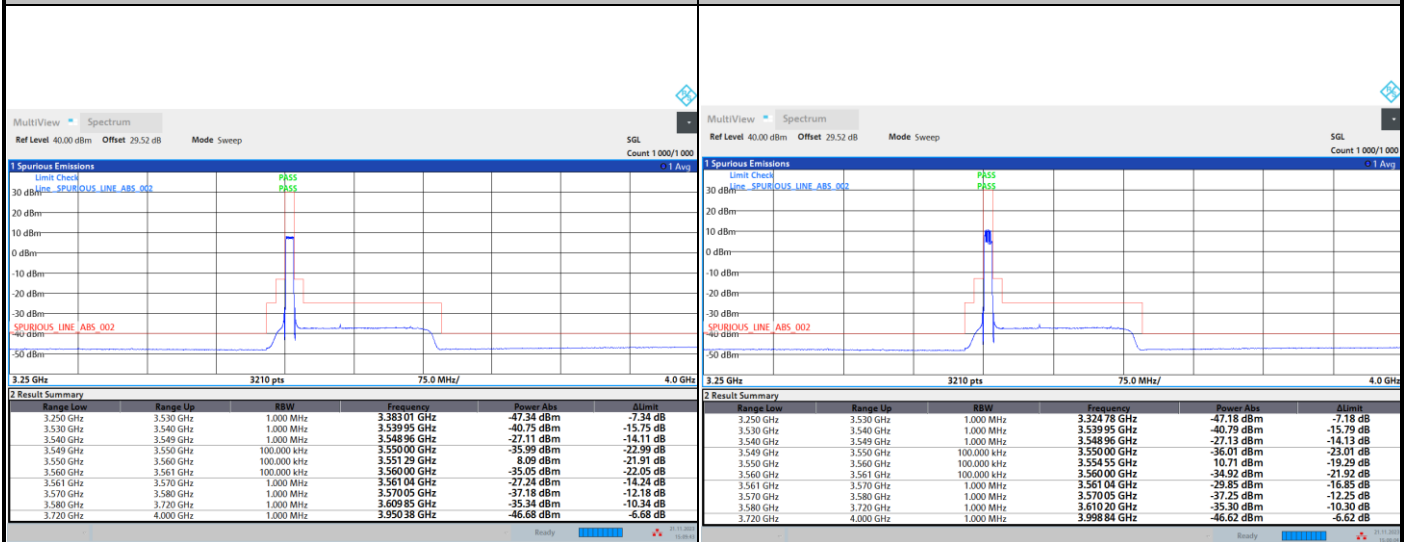 MultiView Spectrum
Ref Level 40.00 dBm Offset 29.52 dB Mode Sweep SGL
Count 1 000/1 000
1 Spurious Emissions 1 Avg
Limit Check PASS
Line _SPURIOUS_LINE_ABS_002 PASS
30 dBm
20 dBm
10 dBm
0 dBm
-10 dBm
-20 dBm
-30 dBm
SPURIOUS_LINE_ABS_002
-40 dBm
-50 dBm
3.25 GHz 3210 pts 75.0 MHz/ 4.0 GHz
2 Result Summary
Range Low Range Up RBW Frequency Power Abs ΔLimit
3.250 GHz 3.530 GHz 1.000 MHz 3.383 01 GHz -47.34 dBm -7.34 dB
3.530 GHz 3.540 GHz 1.000 MHz 3.539 95 GHz -40.75 dBm -15.75 dB
3.540 GHz 3.549 GHz 1.000 MHz 3.548 96 GHz -27.11 dBm -14.11 dB
3.549 GHz 3.550 GHz 100.000 kHz 3.550 00 GHz -35.99 dBm -22.99 dB
3.550 GHz 3.560 GHz 100.000 kHz 3.551 29 GHz 8.09 dBm -21.91 dB
3.560 GHz 3.561 GHz 100.000 kHz 3.560 00 GHz -35.05 dBm -22.05 dB
3.561 GHz 3.570 GHz 1.000 MHz 3.561 04 GHz -27.24 dBm -14.24 dB
3.570 GHz 3.580 GHz 1.000 MHz 3.570 05 GHz -37.18 dBm -12.18 dB
3.580 GHz 3.720 GHz 1.000 MHz 3.609 85 GHz -35.34 dBm -10.34 dB
3.720 GHz 4.000 GHz 1.000 MHz 3.950 38 GHz -46.68 dBm -6.68 dB
Ready
MultiView Spectrum
Ref Level 40.00 dBm Offset 29.52 dB Mode Sweep SGL
Count 1 000/1 000
1 Spurious Emissions 1 Avg
Limit Check PASS
Line _SPURIOUS_LINE_ABS_002 PASS
30 dBm
20 dBm
10 dBm
0 dBm
-10 dBm
-20 dBm
-30 dBm
SPURIOUS_LINE_ABS_002
-40 dBm
-50 dBm
3.25 GHz 3210 pts 75.0 MHz/ 4.0 GHz
2 Result Summary
Range Low Range Up RBW Frequency Power Abs ΔLimit
3.250 GHz 3.530 GHz 1.000 MHz 3.324 78 GHz -47.18 dBm -7.18 dB
3.530 GHz 3.540 GHz 1.000 MHz 3.539 95 GHz -40.79 dBm -15.79 dB
3.540 GHz 3.549 GHz 1.000 MHz 3.548 96 GHz -27.13 dBm -14.13 dB
3.549 GHz 3.550 GHz 100.000 kHz 3.550 00 GHz -36.01 dBm -23.01 dB
3.550 GHz 3.560 GHz 100.000 kHz 3.554 55 GHz 10.71 dBm -19.29 dB
3.560 GHz 3.561 GHz 100.000 kHz 3.560 00 GHz -34.92 dBm -21.92 dB
3.561 GHz 3.570 GHz 1.000 MHz 3.561 04 GHz -29.85 dBm -16.85 dB
3.570 GHz 3.580 GHz 1.000 MHz 3.570 05 GHz -37.25 dBm -12.25 dB
3.580 GHz 3.720 GHz 1.000 MHz 3.610 20 GHz -35.30 dBm -10.30 dB
3.720 GHz 4.000 GHz 1.000 MHz 3.998 84 GHz -46.62 dBm -6.62 dB
Ready